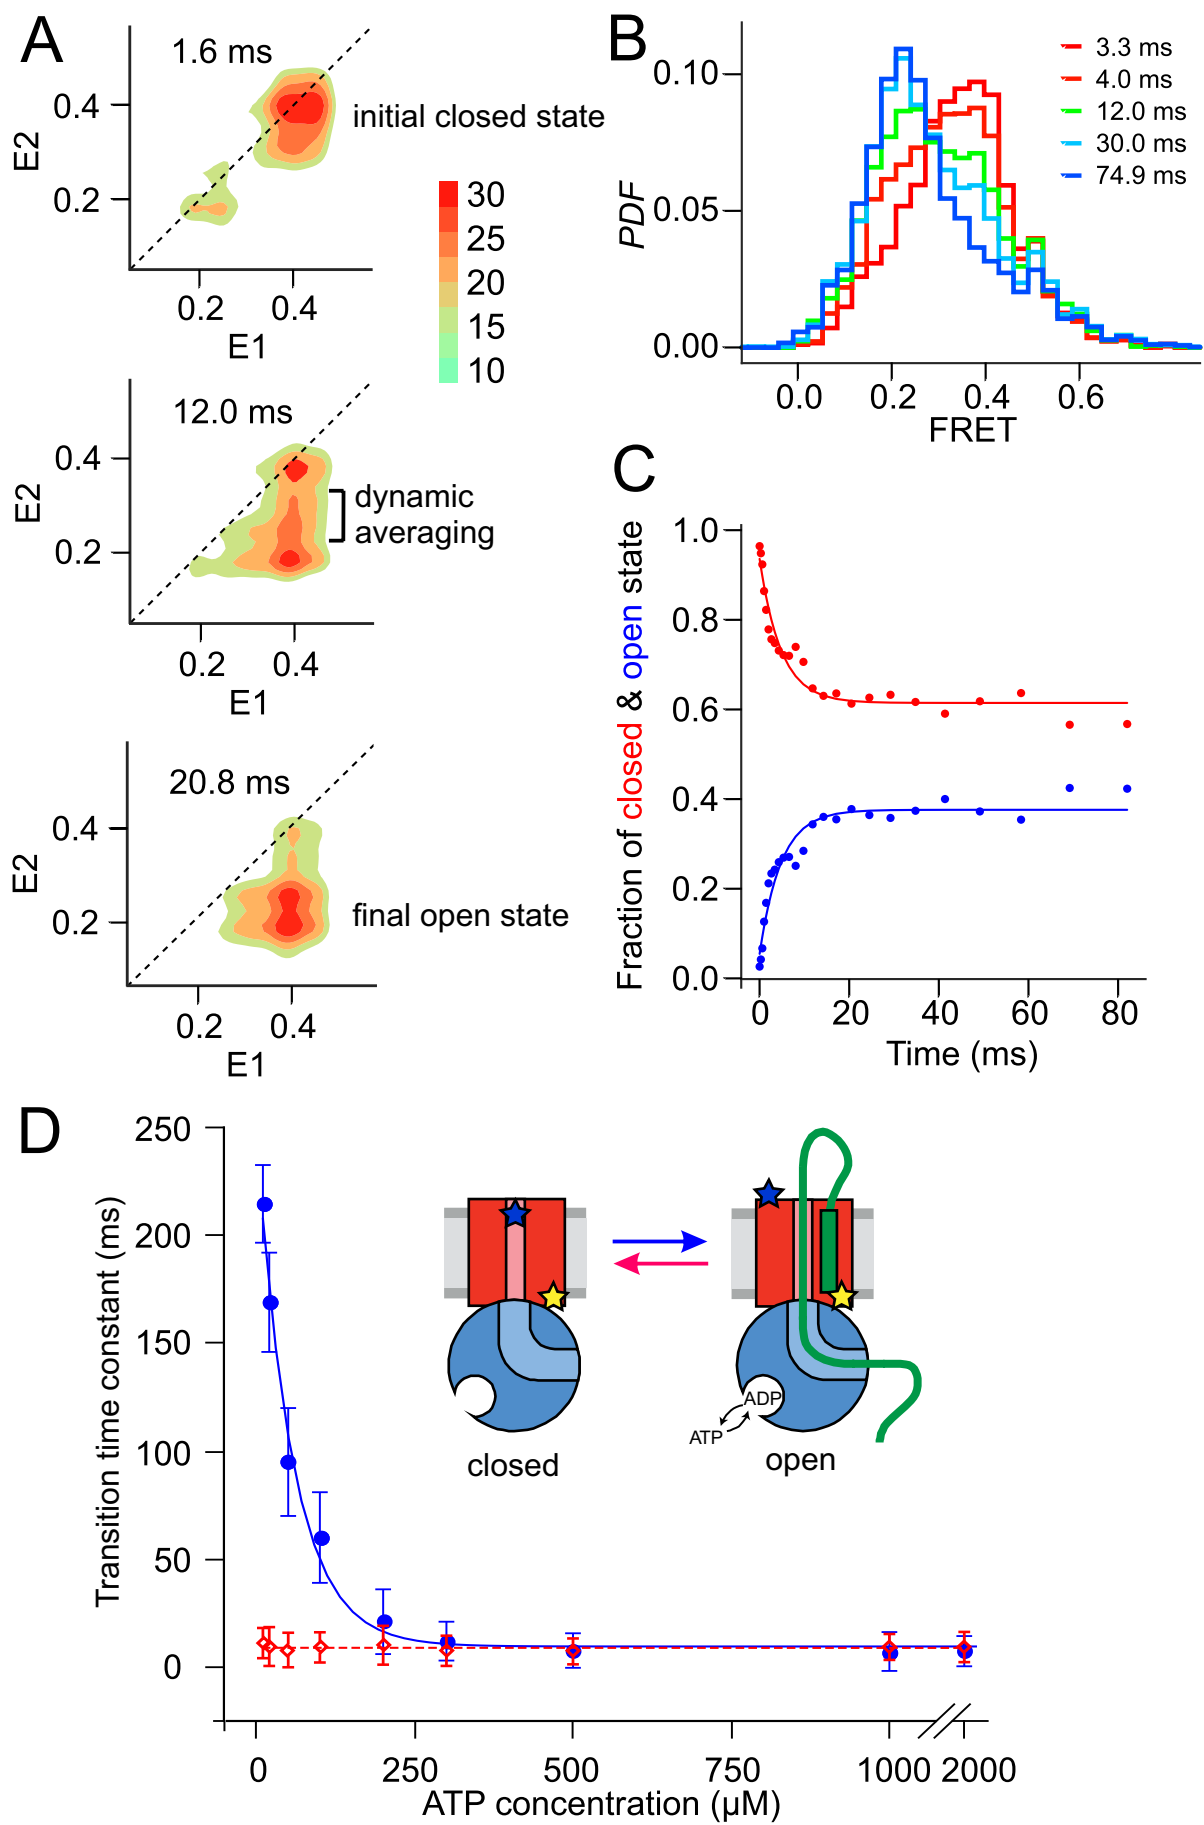 A
1.6 ms
0.4
0.2
E2
0.2 0.4
E1
initial closed state
30
25
20
15
10
12.0 ms
0.4
0.2
E2
0.2 0.4
E1
dynamic
averaging
20.8 ms
0.4
0.2
E2
0.2 0.4
E1
final open state
B
0.10
0.05
0.00
PDF
0.0 0.2 0.4 0.6
FRET
3.3 ms
4.0 ms
12.0 ms
30.0 ms
74.9 ms
C
1.0
0.8
0.6
0.4
0.2
0.0
Fraction of closed & open state
0 20 40 60 80
Time (ms)
D
250
200
150
100
50
0
Transition time constant (ms)
0 250 500 750 1000 2000
ATP concentration (µM)
closed
ADP
ATP
open